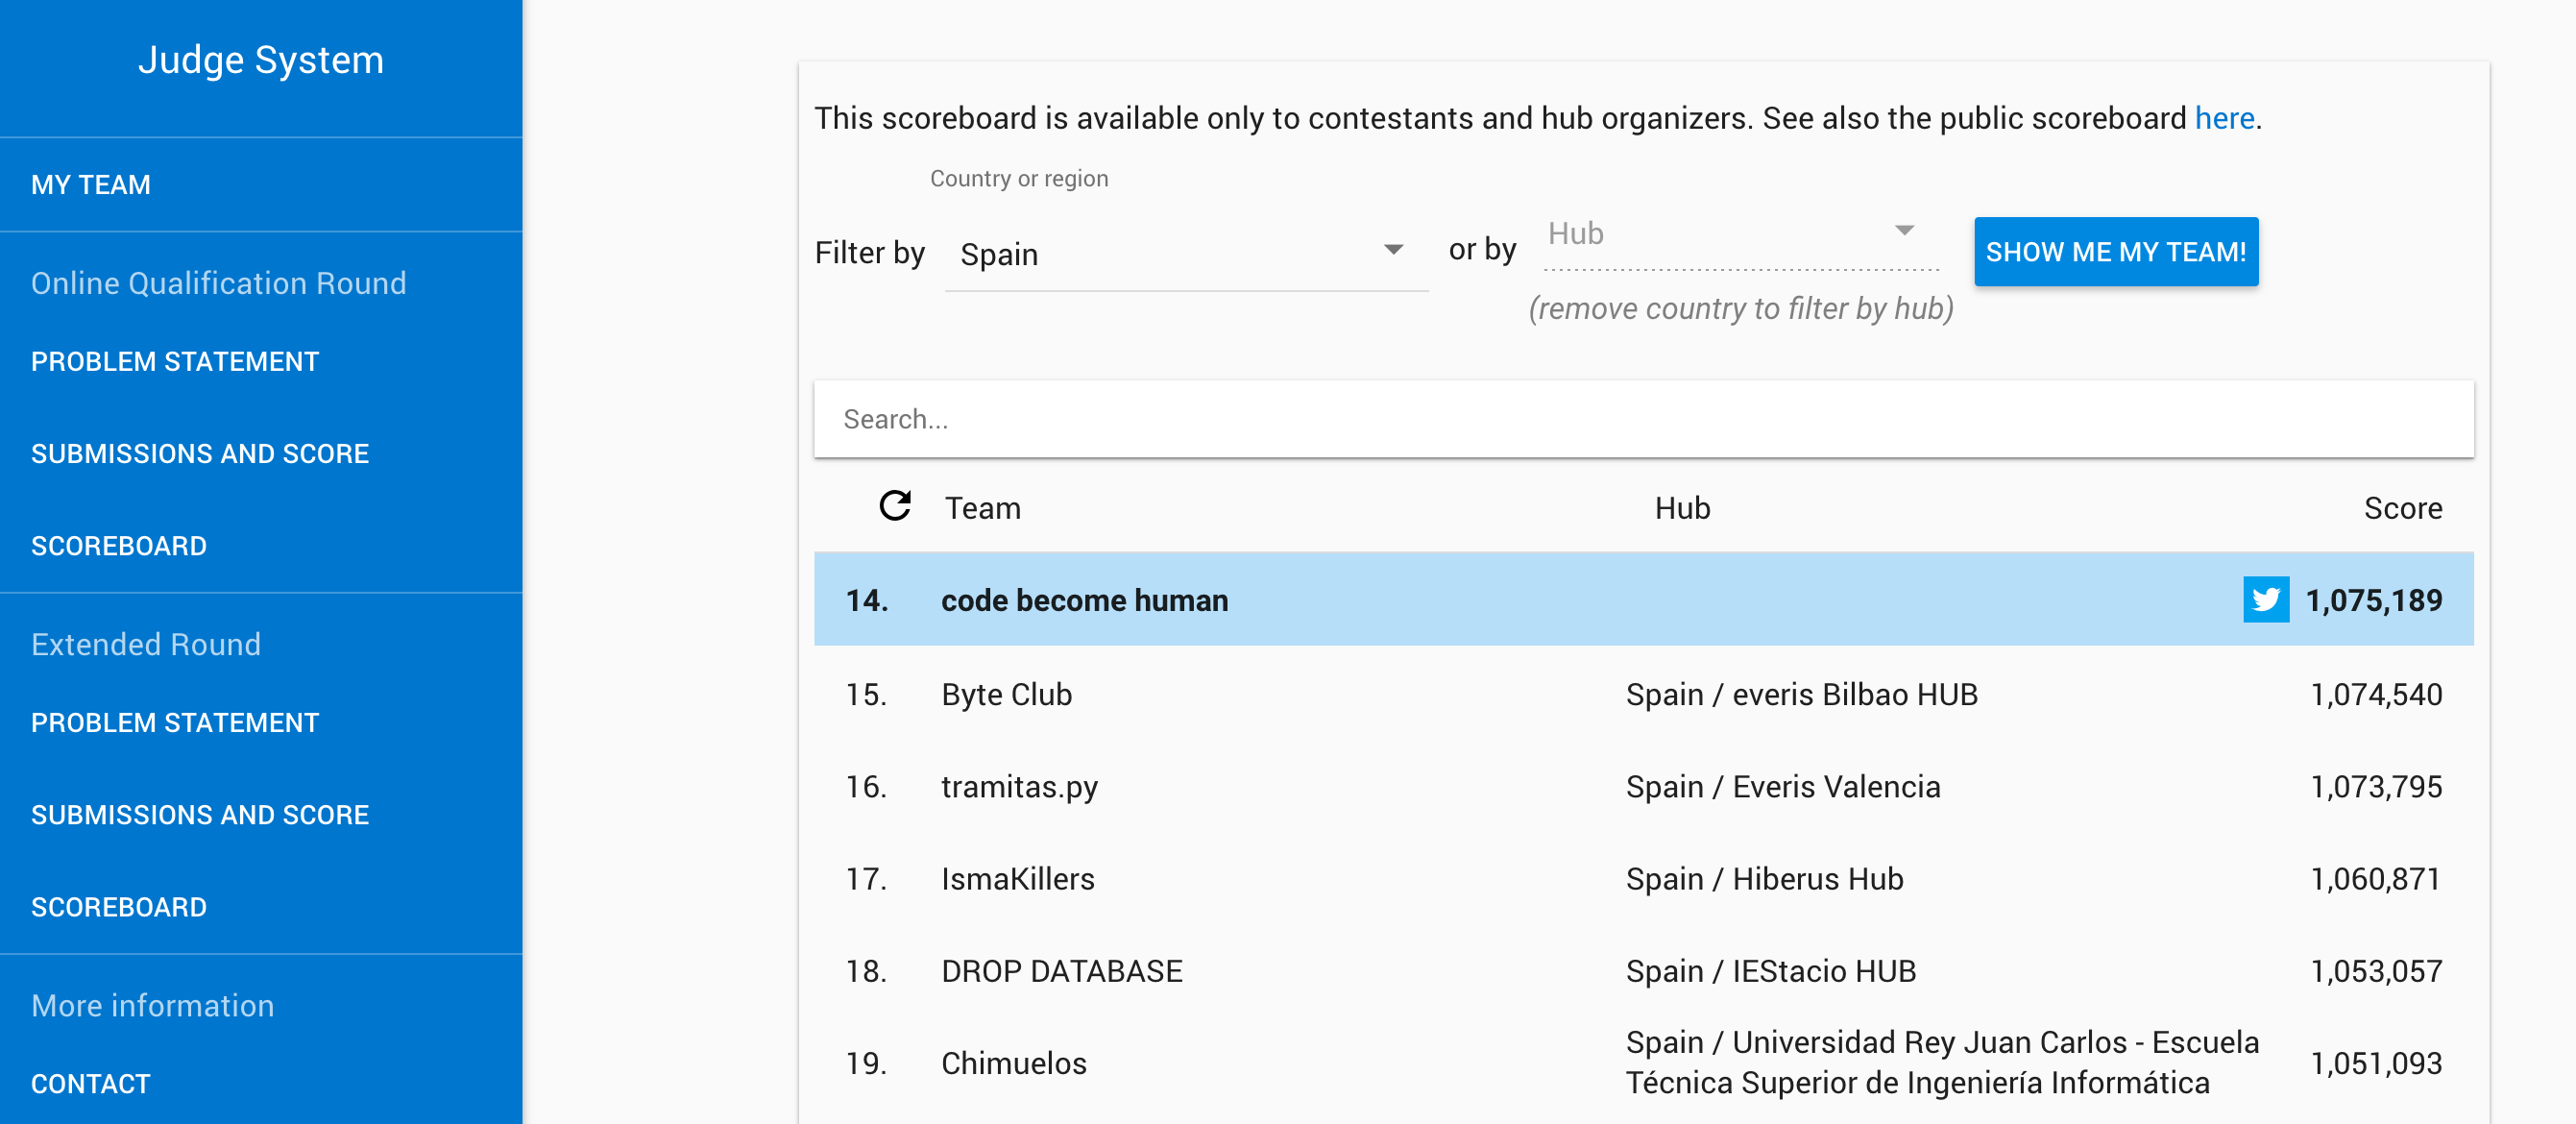 Judge System
MY TEAM
Online Qualification Round
PROBLEM STATEMENT
SUBMISSIONS AND SCORE
SCOREBOARD
Extended Round
PROBLEM STATEMENT
SUBMISSIONS AND SCORE
SCOREBOARD
More information
CONTACT
This scoreboard is available only to contestants and hub organizers. See also the public scoreboard here.
Country or region
Filter by Spain or by Hub SHOW ME MY TEAM!
(remove country to filter by hub)
Search...
Team Hub Score
14. code become human 1,075,189
15. Byte Club Spain / everis Bilbao HUB 1,074,540
16. tramitas.py Spain / Everis Valencia 1,073,795
17. IsmaKillers Spain / Hiberus Hub 1,060,871
18. DROP DATABASE Spain / IEStacio HUB 1,053,057
19. Chimuelos Spain / Universidad Rey Juan Carlos - Escuela
Técnica Superior de Ingeniería Informática 1,051,093